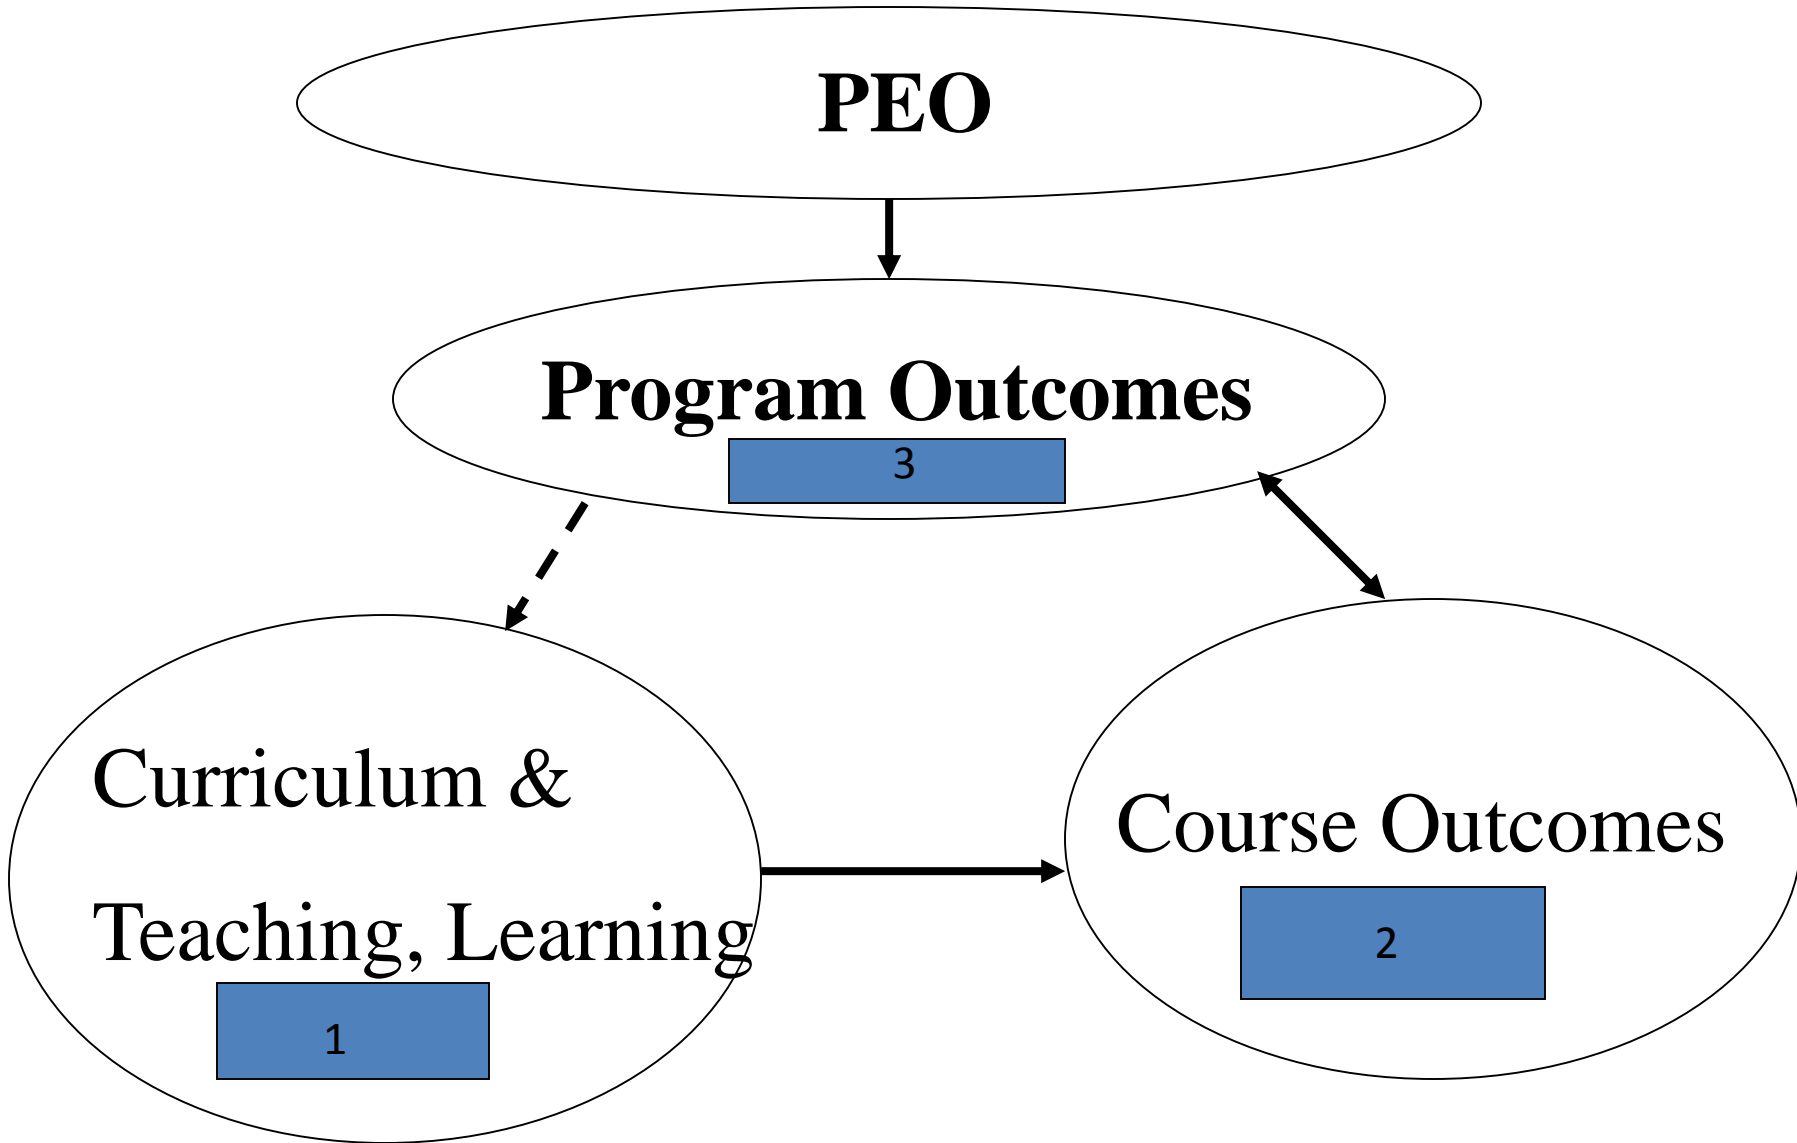 PEO
Program Outcomes
3
Curriculum &
Teaching, Learning
1
Course Outcomes
2